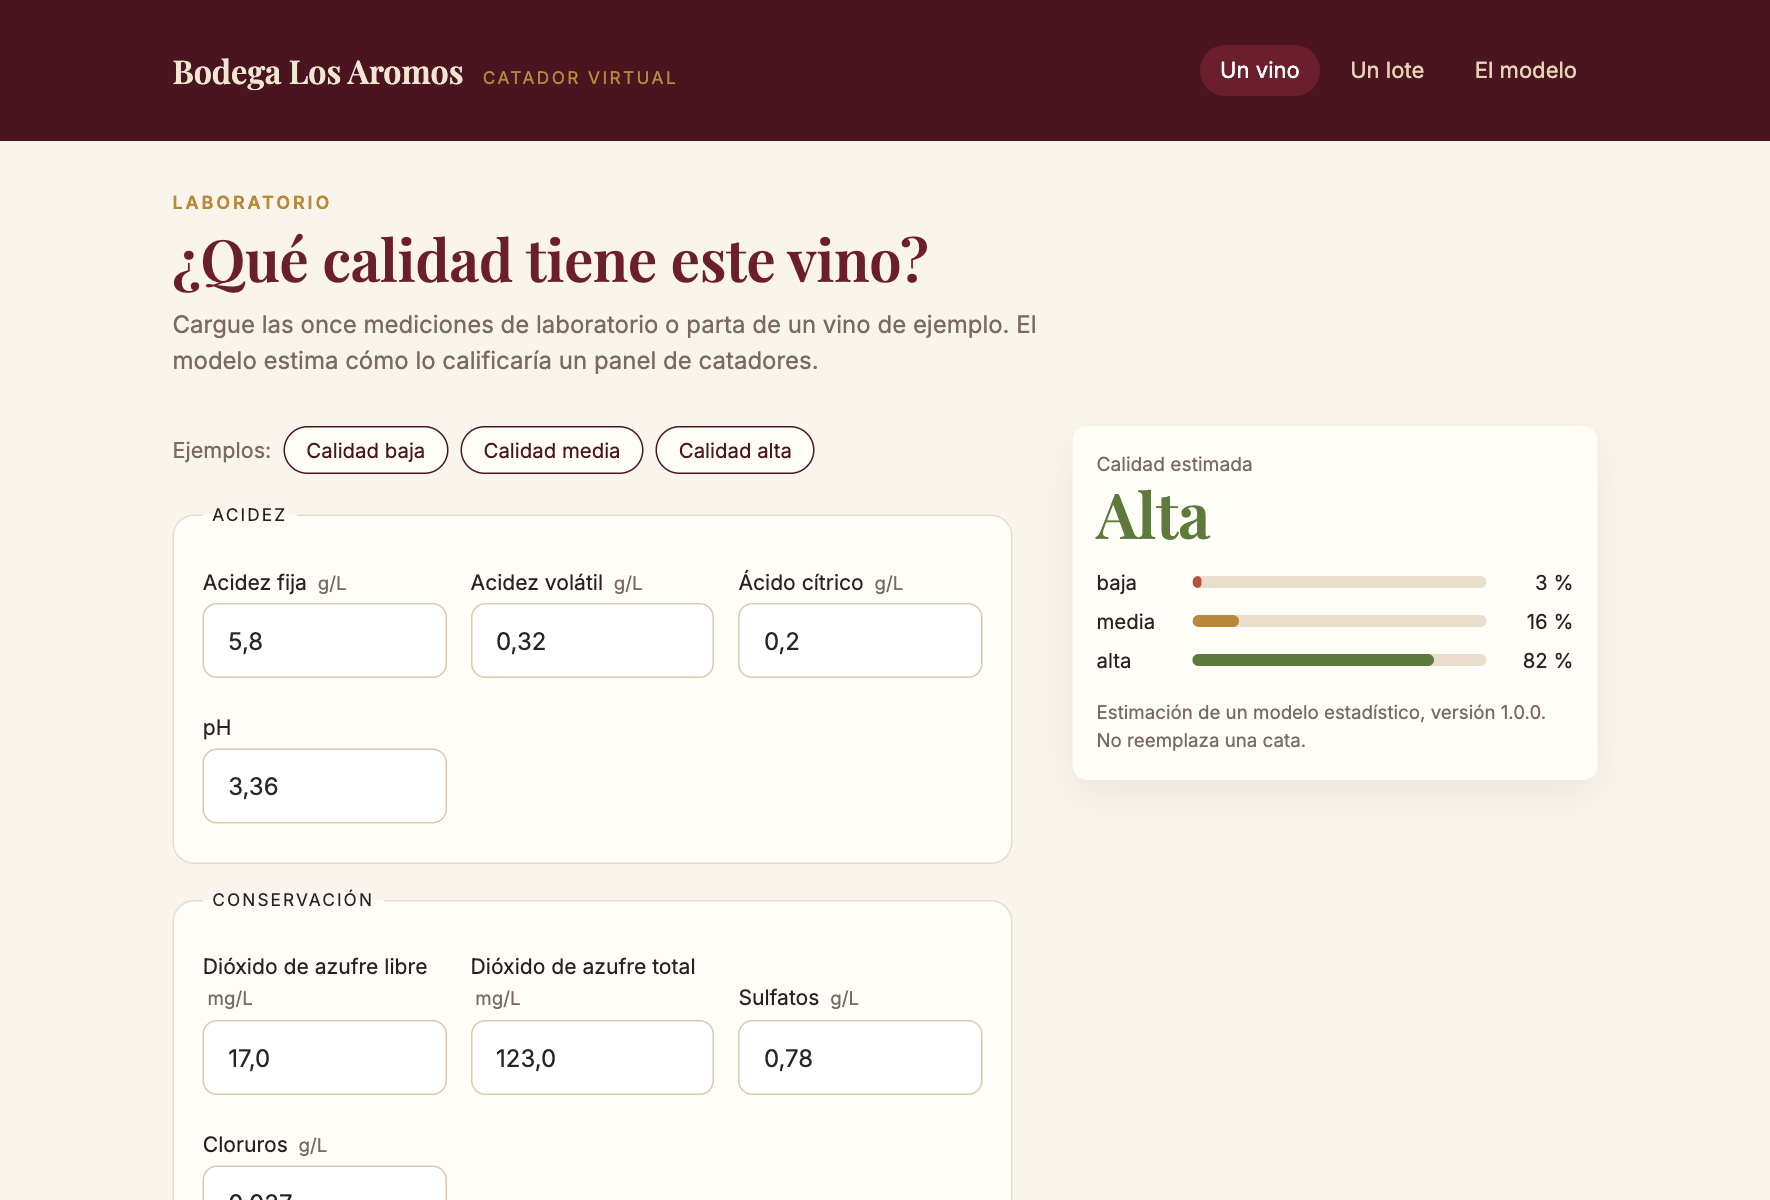 Bodega Los Aromos CATADOR VIRTUAL
Un vino Un lote El modelo
LABORATORIO
¿Qué calidad tiene este vino?
Cargue las once mediciones de laboratorio o parta de un vino de ejemplo. El
modelo estima cómo lo calificaría un panel de catadores.
Ejemplos: Calidad baja Calidad media Calidad alta
ACIDEZ
Acidez fija g/L
5,8
Acidez volátil g/L
0,32
Ácido cítrico g/L
0,2
pH
3,36
CONSERVACIÓN
Dióxido de azufre libre
mg/L
17,0
Dióxido de azufre total
mg/L
123,0
Sulfatos g/L
0,78
Cloruros g/L
Calidad estimada
Alta
baja 3 %
media 16 %
alta 82 %
Estimación de un modelo estadístico, versión 1.0.0.
No reemplaza una cata.